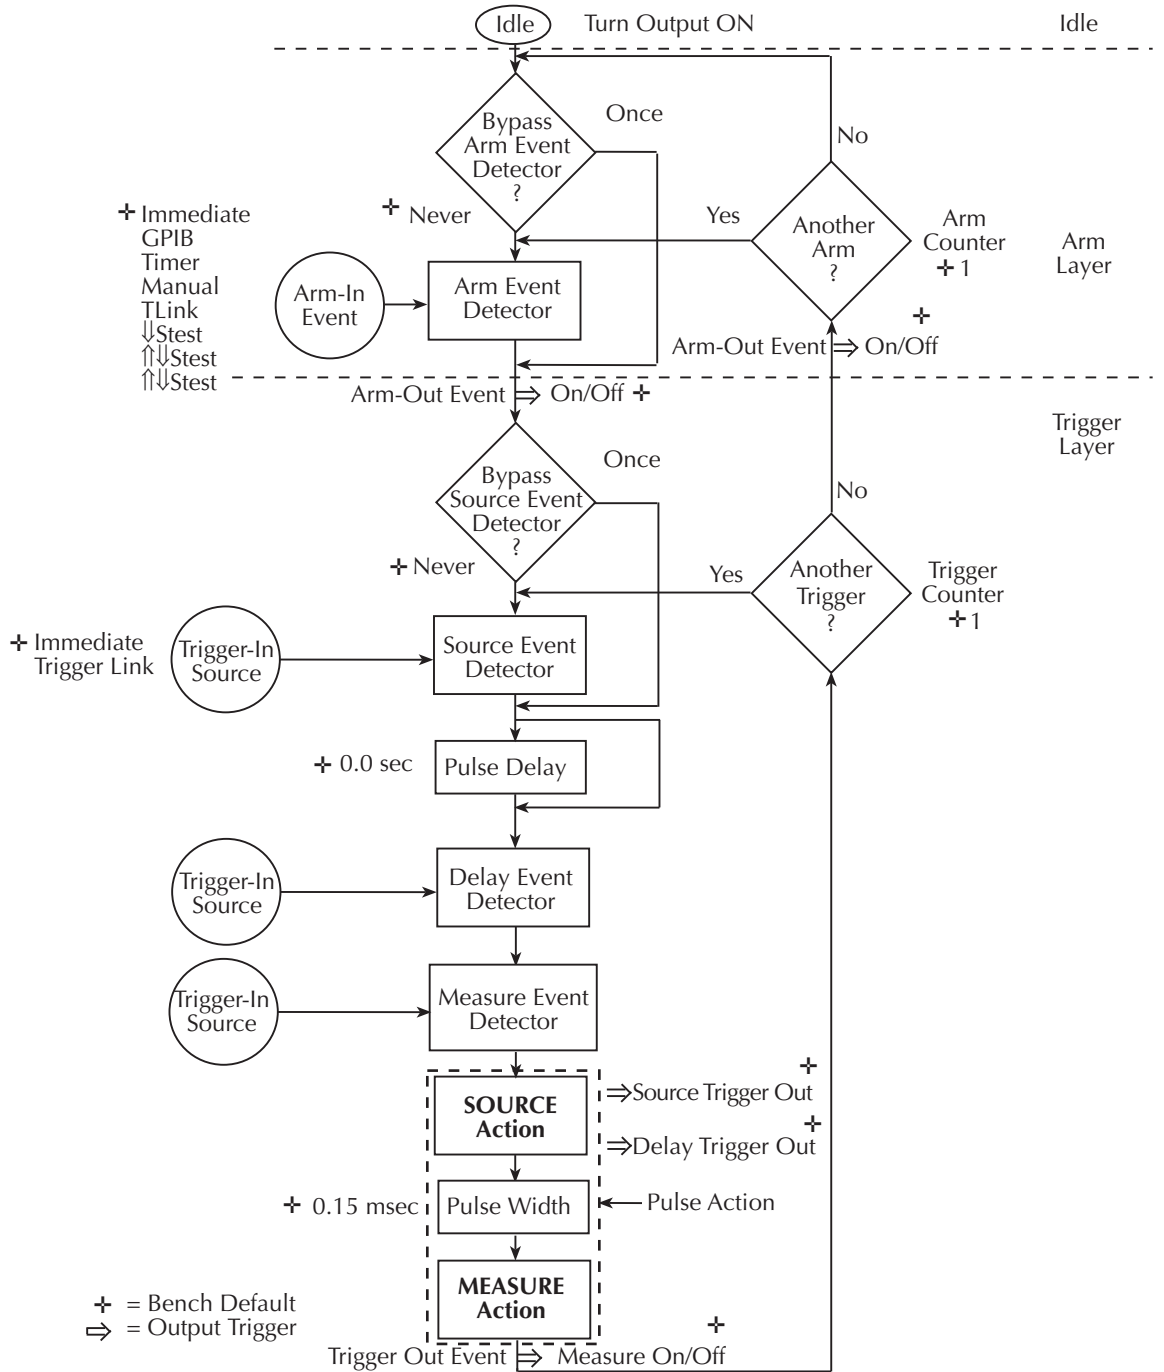 Idle
Turn Output ON
Idle
Bypass
Arm Event
Detector
?
Once
No
✛ Never
Yes
Another
Arm
?
Arm
Counter
✛ 1
Arm
Layer
✛ Immediate
GPIB
Timer
Manual
TLink
⇓Stest
⇑⇓Stest
⇑⇓Stest
Arm-In
Event
Arm Event
Detector
✛
Arm-Out Event ⇒ On/Off
Arm-Out Event ⇒ On/Off ✛
Trigger
Layer
Bypass
Source Event
Detector
?
Once
No
✛ Never
Yes
Another
Trigger
?
Trigger
Counter
✛ 1
✛ Immediate
Trigger Link
Trigger-In
Source
Source Event
Detector
✛ 0.0 sec
Pulse Delay
Trigger-In
Source
Delay Event
Detector
Trigger-In
Source
Measure Event
Detector
SOURCE
Action
✛
⇒Source Trigger Out
✛
⇒Delay Trigger Out
✛ 0.15 msec
Pulse Width
Pulse Action
MEASURE
Action
✛ = Bench Default
⇒ = Output Trigger
✛
Trigger Out Event ⇒ Measure On/Off